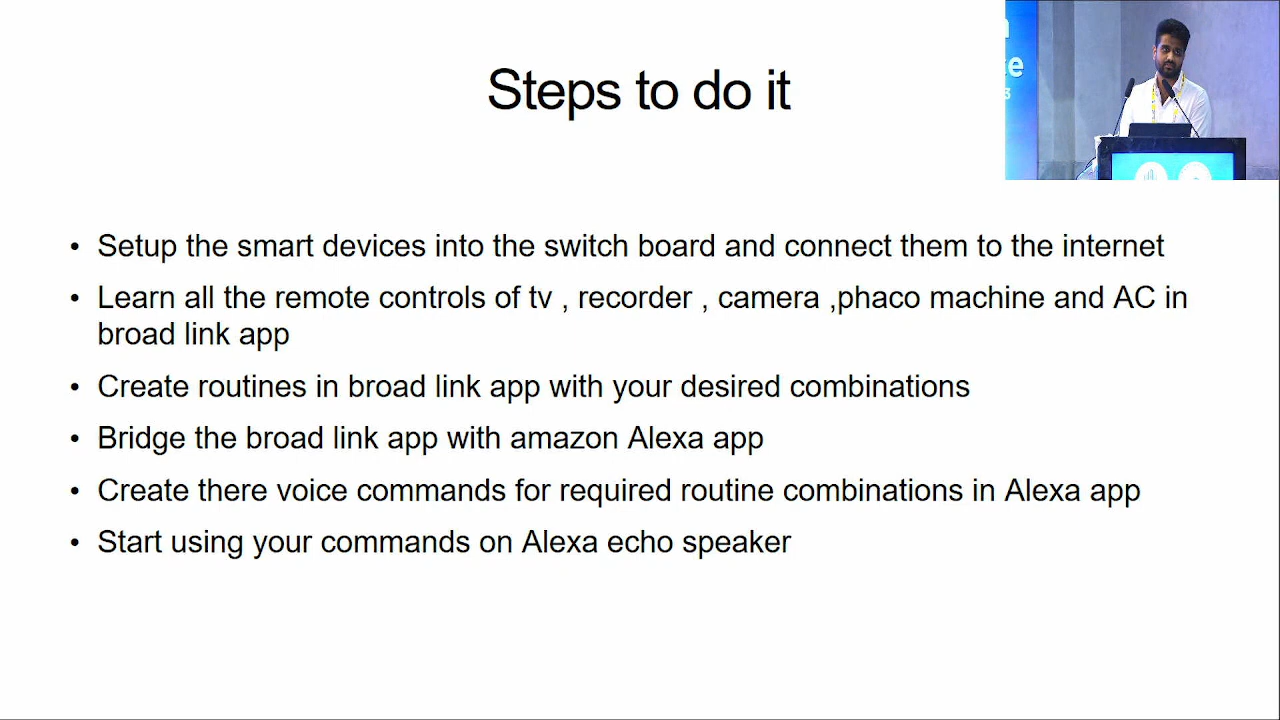 Steps to do it
• Setup the smart devices into the switch board and connect them to the internet
• Learn all the remote controls of tv , recorder , camera ,phaco machine and AC in
broad link app
• Create routines in broad link app with your desired combinations
• Bridge the broad link app with amazon Alexa app
• Create there voice commands for required routine combinations in Alexa app
• Start using your commands on Alexa echo speaker